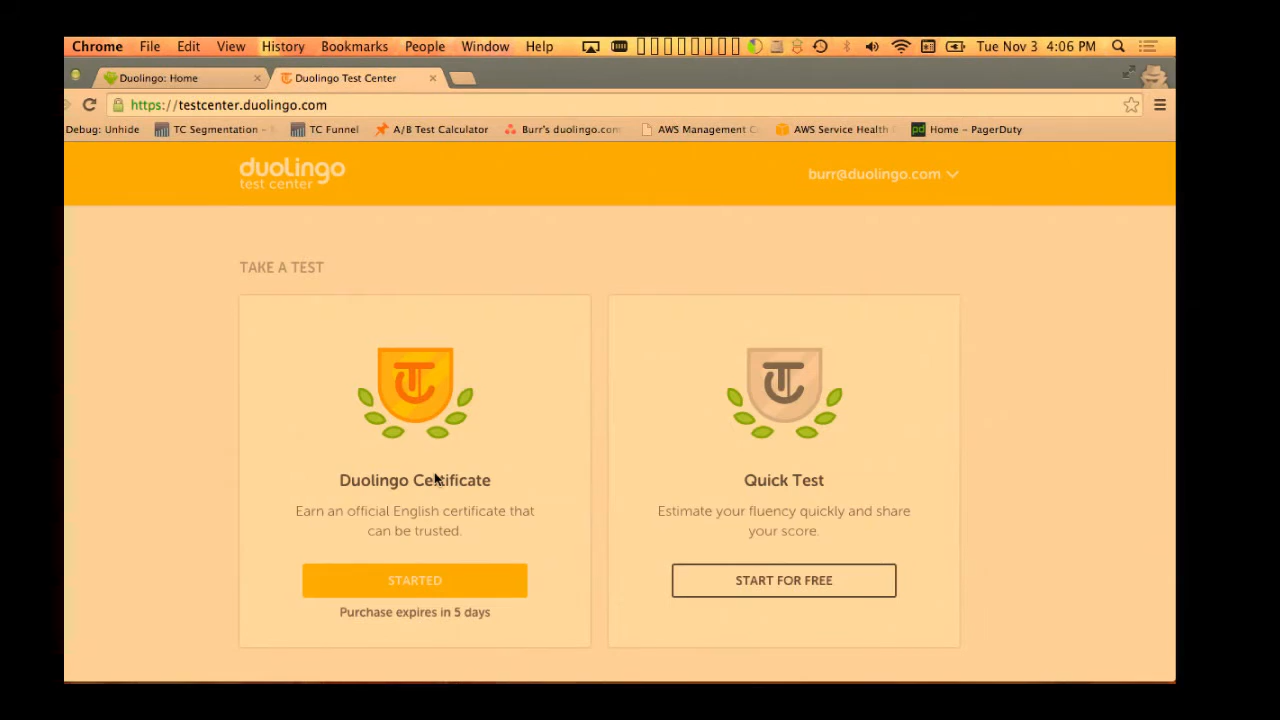 Chrome File Edit View History Bookmarks People Window Help Tue Nov 3 4:06 PM
Duolingo: Home × Duolingo Test Center ×
https://testcenter.duolingo.com
Debug: Unhide TC Segmentation - TC Funnel A/B Test Calculator Burr's duolingo.com AWS Management C AWS Service Health pd Home – PagerDuty
duolingo burr@duolingo.com
test center
TAKE A TEST
Duolingo Certificate
Earn an official English certificate that
can be trusted.
STARTED
Purchase expires in 5 days
Quick Test
Estimate your fluency quickly and share
your score.
START FOR FREE